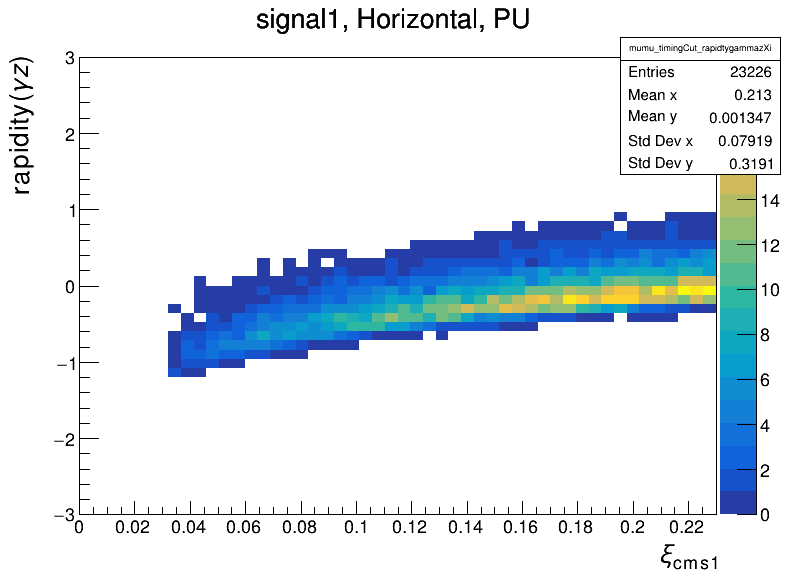 signal1, Horizontal, PU
mumu_timingCut_rapidtygammazXi
Entries 23226
Mean x 0.213
Mean y 0.001347
Std Dev x 0.07919
Std Dev y 0.3191
rapidity(γz)
3
2
1
0
−1
−2
−3
0 0.02 0.04 0.06 0.08 0.1 0.12 0.14 0.16 0.18 0.2 0.22
ξcms1
14
12
10
8
6
4
2
0